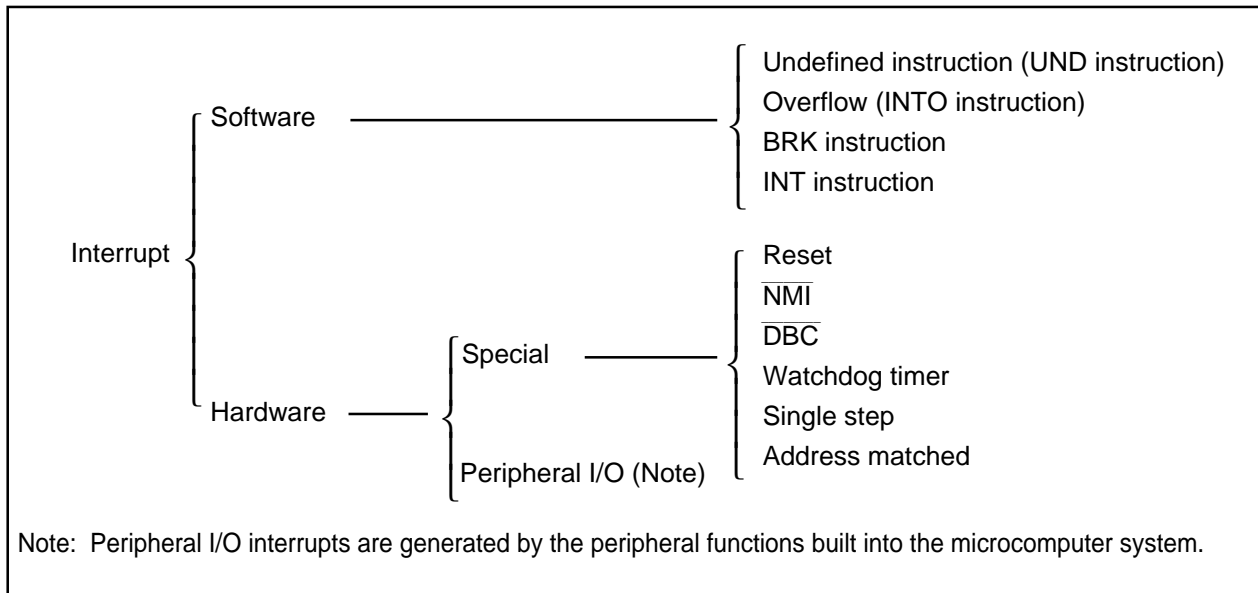 Interrupt
Software
Undefined instruction (UND instruction)
Overflow (INTO instruction)
BRK instruction
INT instruction
Hardware
Special
Reset
N̅M̅I̅
D̅B̅C̅
Watchdog timer
Single step
Address matched
Peripheral I/O (Note)
Note: Peripheral I/O interrupts are generated by the peripheral functions built into the microcomputer system.